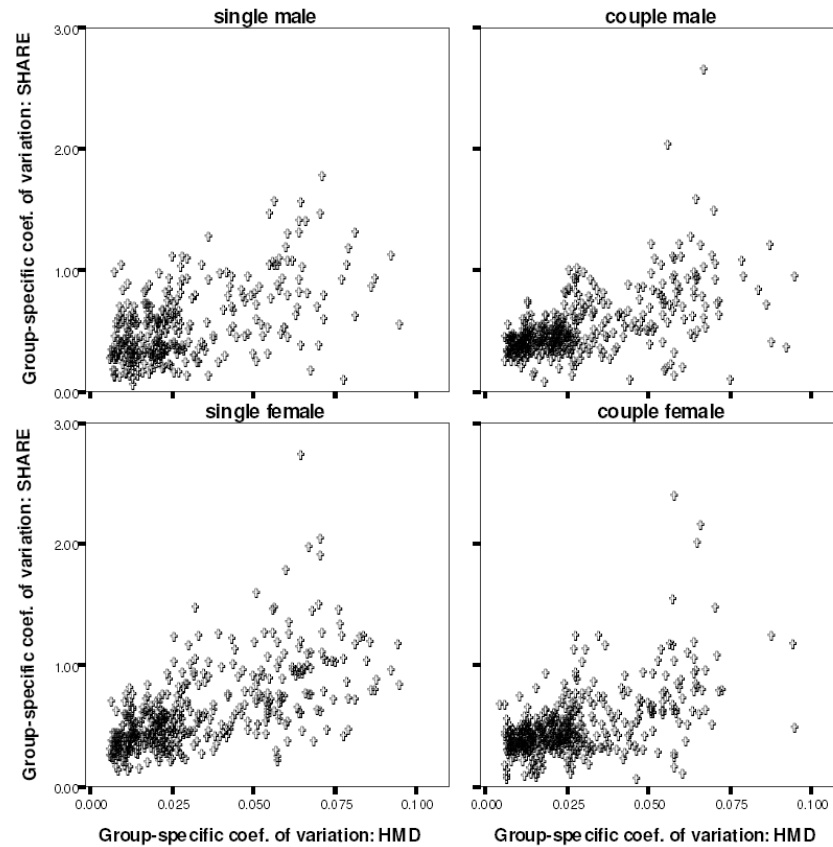 single male
couple male
Group-specific coef. of variation: SHARE
3.00
2.00
1.00
0.00
single female
couple female
Group-specific coef. of variation: SHARE
3.00
2.00
1.00
0.00
0.000 0.025 0.050 0.075 0.100
0.000 0.025 0.050 0.075 0.100
Group-specific coef. of variation: HMD
Group-specific coef. of variation: HMD